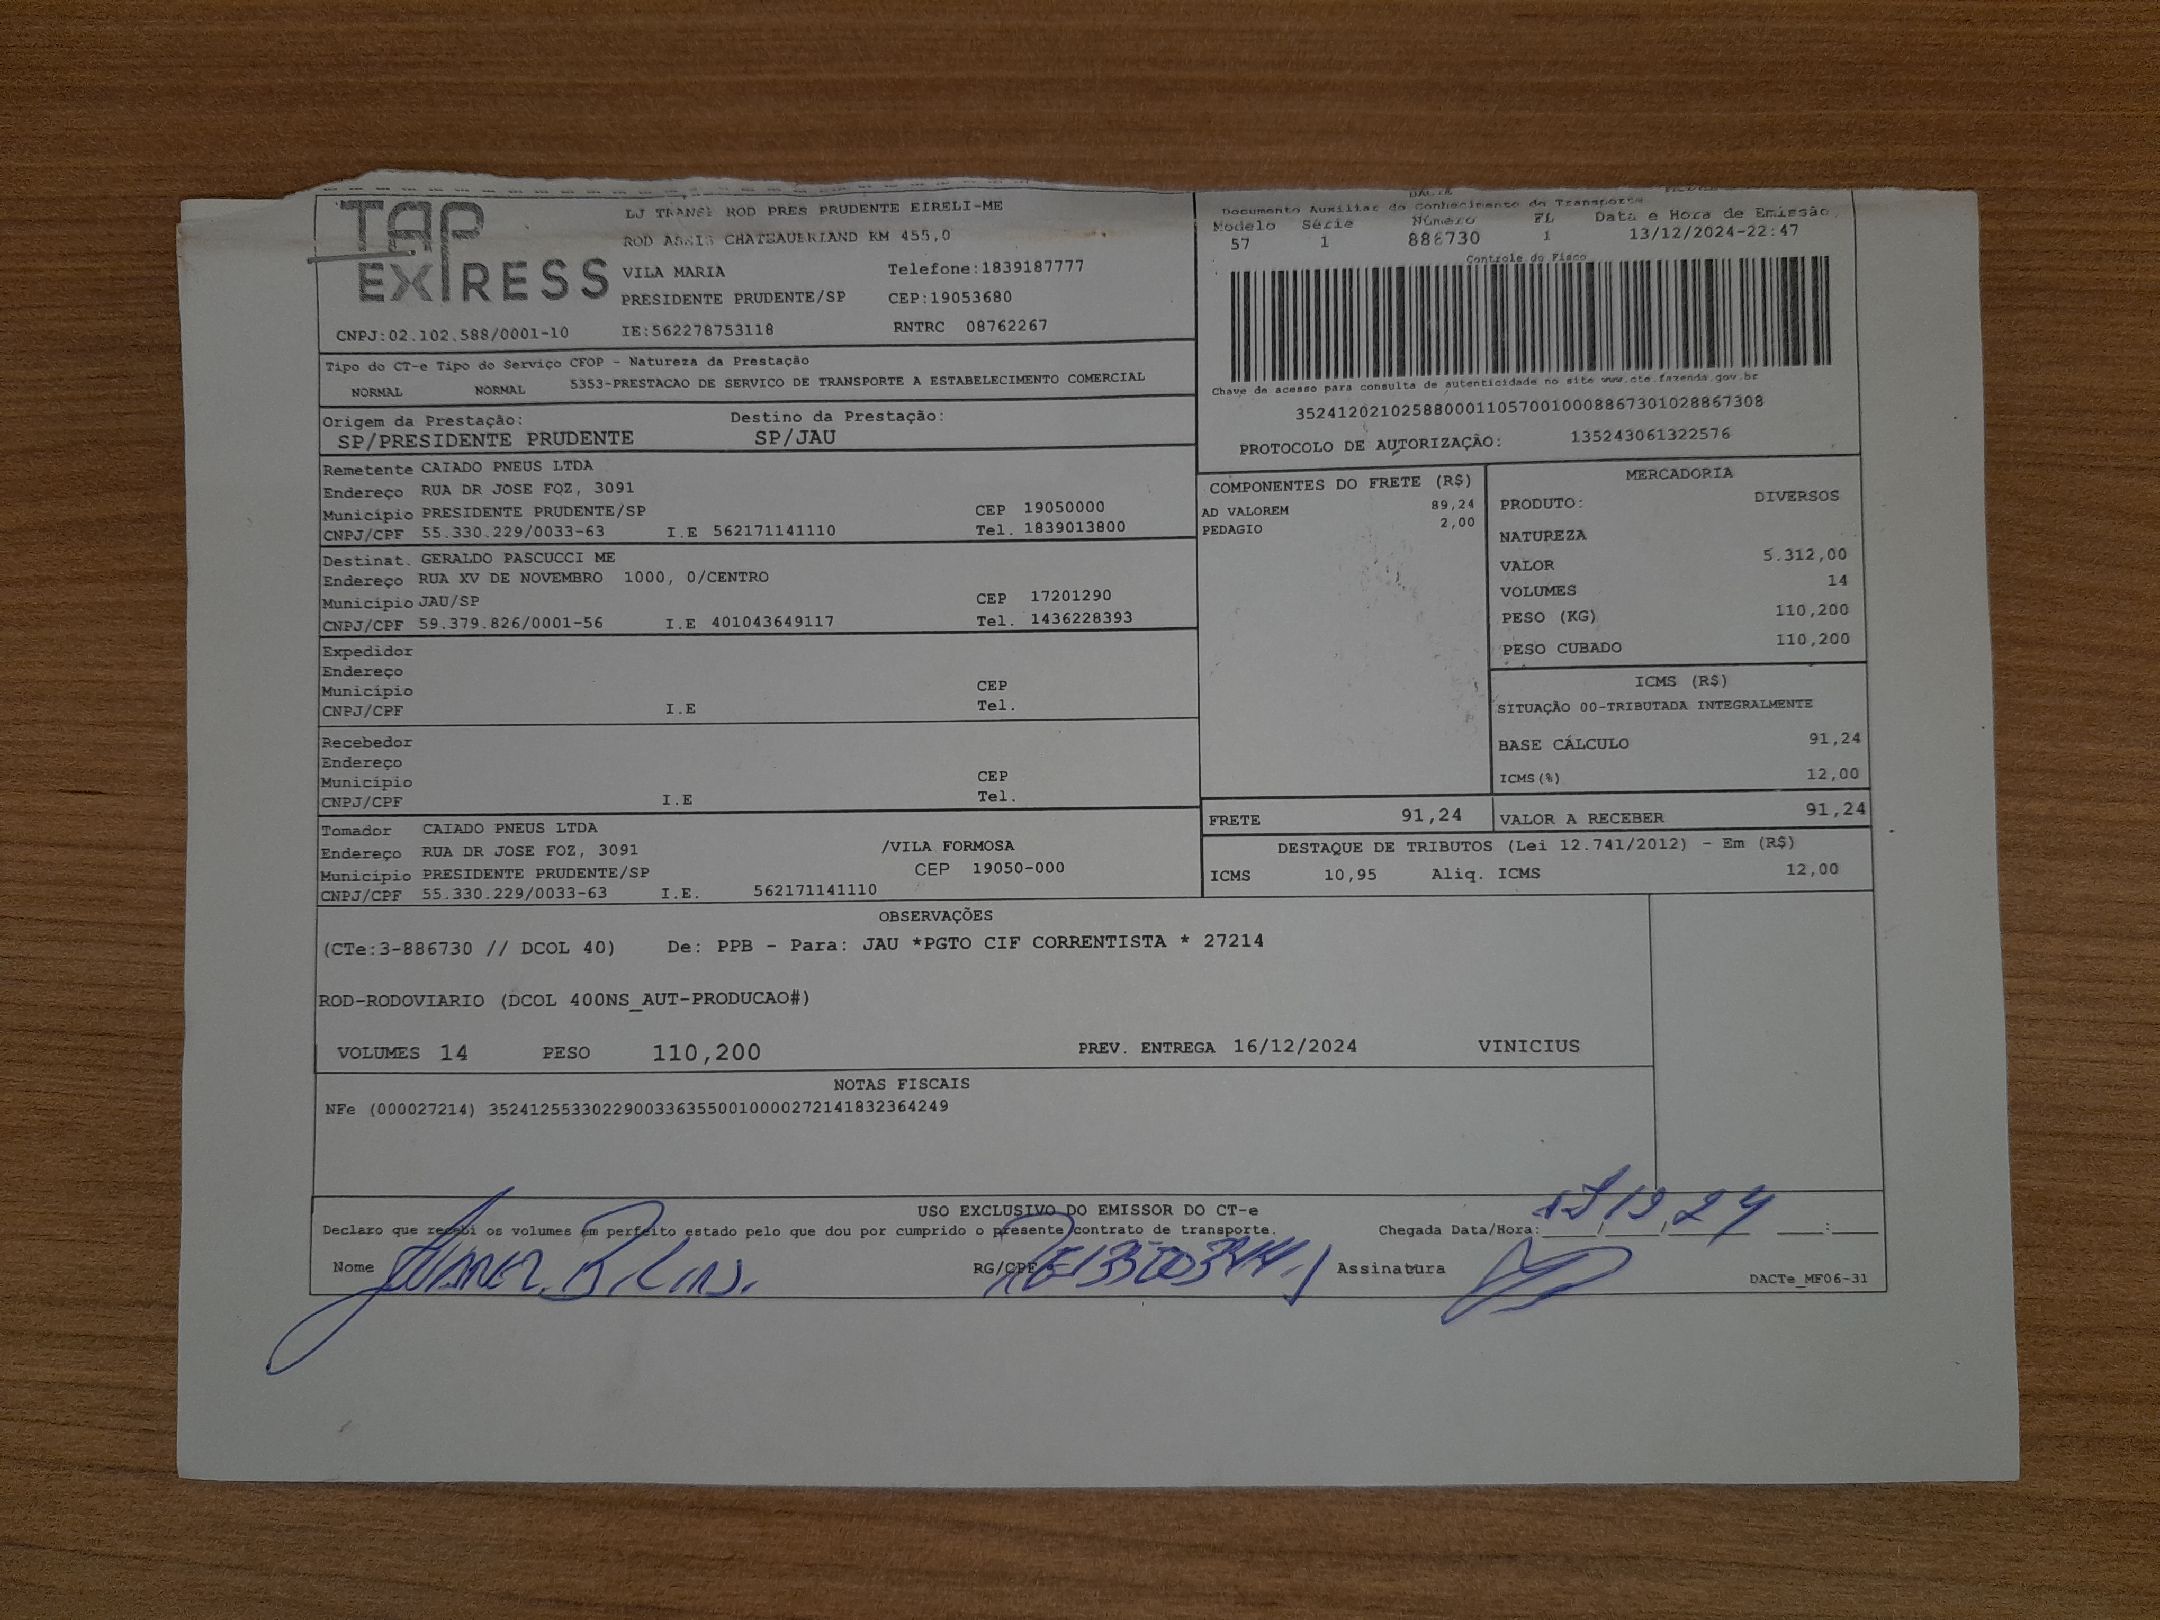 TAP
EXPRESS
LJ TRANSP ROD PRES PRUDENTE EIRELI-ME
ROD ASSIS CHATEAUBRIAND KM 455,0
VILA MARIA Telefone:1839187777
PRESIDENTE PRUDENTE/SP CEP:19053680
CNPJ:02.102.588/0001-10 IE:562278753118 RNTRC 08762267
DACTE
Documento Auxiliar do Conhecimento de Transporte
Modelo Série Número FL Data e Hora de Emissão
57 1 886730 1 13/12/2024-22:47
Controle do Fisco
Chave de acesso para consulta de autenticidade no site www.cte.fazenda.gov.br
35241202102588000110570010008867301028867308
PROTOCOLO DE AUTORIZAÇÃO: 135243061322576
Tipo do CT-e Tipo do Serviço CFOP - Natureza da Prestação
NORMAL NORMAL 5353-PRESTACAO DE SERVICO DE TRANSPORTE A ESTABELECIMENTO COMERCIAL
Origem da Prestação: Destino da Prestação:
SP/PRESIDENTE PRUDENTE SP/JAU
Remetente CAIADO PNEUS LTDA
Endereço RUA DR JOSE FOZ, 3091
Município PRESIDENTE PRUDENTE/SP CEP 19050000
CNPJ/CPF 55.330.229/0033-63 I.E 562171141110 Tel. 1839013800
Destinat. GERALDO PASCUCCI ME
Endereço RUA XV DE NOVEMBRO 1000, 0/CENTRO
Município JAU/SP CEP 17201290
CNPJ/CPF 59.379.826/0001-56 I.E 401043649117 Tel. 1436228393
Expedidor
Endereço
Município CEP
CNPJ/CPF I.E Tel.
Recebedor
Endereço
Município CEP
CNPJ/CPF I.E Tel.
Tomador CAIADO PNEUS LTDA
Endereço RUA DR JOSE FOZ, 3091 /VILA FORMOSA
Município PRESIDENTE PRUDENTE/SP CEP 19050-000
CNPJ/CPF 55.330.229/0033-63 I.E. 562171141110
COMPONENTES DO FRETE (R$)
AD VALOREM 89,24
PEDAGIO 2,00
MERCADORIA
PRODUTO: DIVERSOS
NATUREZA
VALOR 5.312,00
VOLUMES 14
PESO (KG) 110,200
PESO CUBADO 110,200
ICMS (R$)
SITUAÇÃO 00-TRIBUTADA INTEGRALMENTE
BASE CÁLCULO 91,24
ICMS(%) 12,00
FRETE 91,24 VALOR A RECEBER 91,24
DESTAQUE DE TRIBUTOS (Lei 12.741/2012) - Em (R$)
ICMS 10,95 Aliq. ICMS 12,00
OBSERVAÇÕES
(CTe:3-886730 // DCOL 40) De: PPB - Para: JAU *PGTO CIF CORRENTISTA * 27214
ROD-RODOVIARIO (DCOL 400NS_AUT-PRODUCAO#)
VOLUMES 14 PESO 110,200 PREV. ENTREGA 16/12/2024 VINICIUS
NOTAS FISCAIS
NFe (000027214) 35241255330229003363550010000272141832364249
USO EXCLUSIVO DO EMISSOR DO CT-e
Declaro que recebi os volumes em perfeito estado pelo que dou por cumprido o presente contrato de transporte. Chegada Data/Hora:____/____/______ ____:____
Nome RG/CPF Assinatura
DACTe_MF06-31